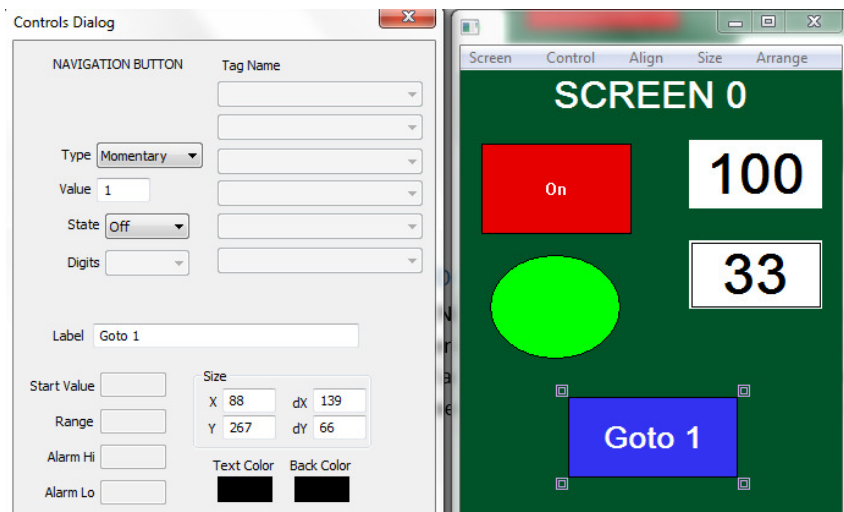 Controls Dialog
NAVIGATION BUTTON
Tag Name
Type Momentary
Value 1
State Off
Digits
Label Goto 1
Start Value
Range
Alarm Hi
Alarm Lo
Size
X 88 dX 139
Y 267 dY 66
Text Color Back Color
Screen Control Align Size Arrange
SCREEN 0
On
100
33
Goto 1